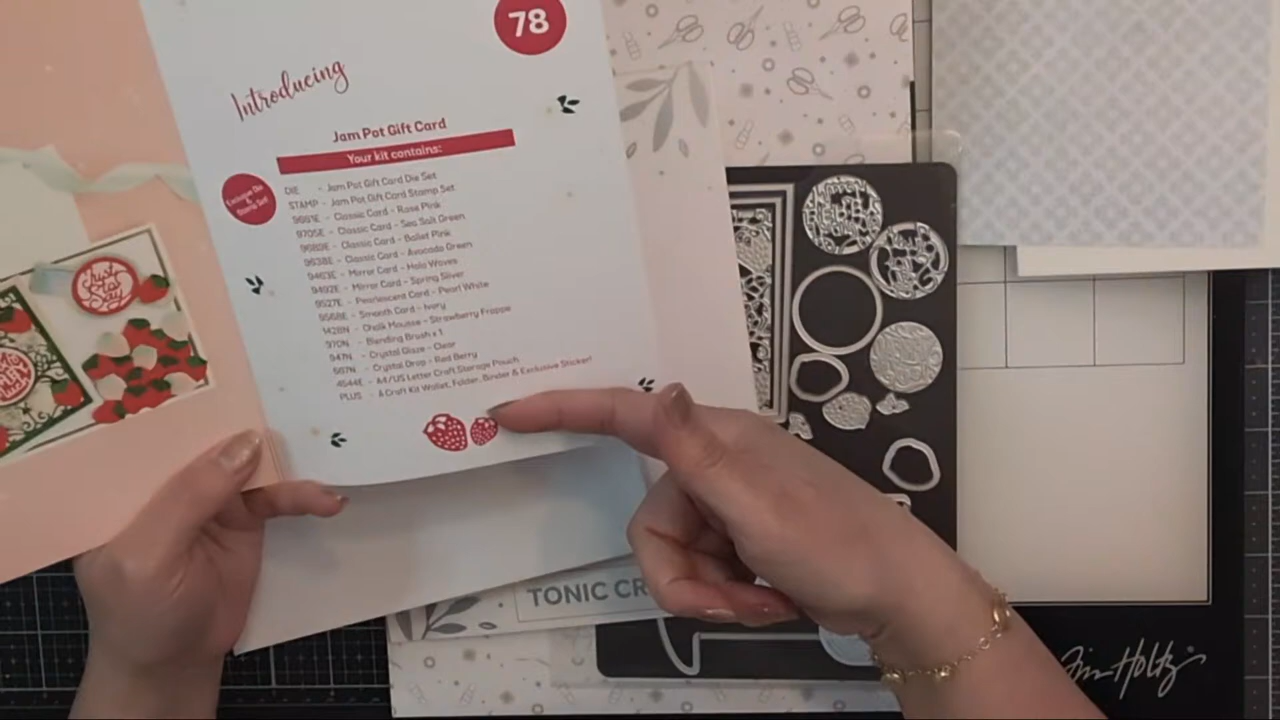 78
Introducing
Jam Pot Gift Card
Your kit contains:
Exclusive Die
&
Stamp Set!
DIE - Jam Pot Gift Card Die Set
STAMP - Jam Pot Gift Card Stamp Set
9661E - Classic Card - Rose Pink
9705E - Classic Card - Sea Salt Green
9689E - Classic Card - Ballet Pink
9638E - Classic Card - Avocado Green
9463E - Mirror Card - Holo Waves
9492E - Mirror Card - Spring Silver
9527E - Pearlescent Card - Pearl White
9568E - Smooth Card - Ivory
1428N - Chalk Mousse - Strawberry Frappe
970N - Blending Brush x 1
947N - Crystal Glaze - Clear
667N - Crystal Drop - Red Berry
4544E - A4/US Letter Craft Storage Pouch
PLUS - A Craft Kit Wallet, Folder, Binder & Exclusive Sticker!
Just
To
Say
TONIC CR
Tim Holtz